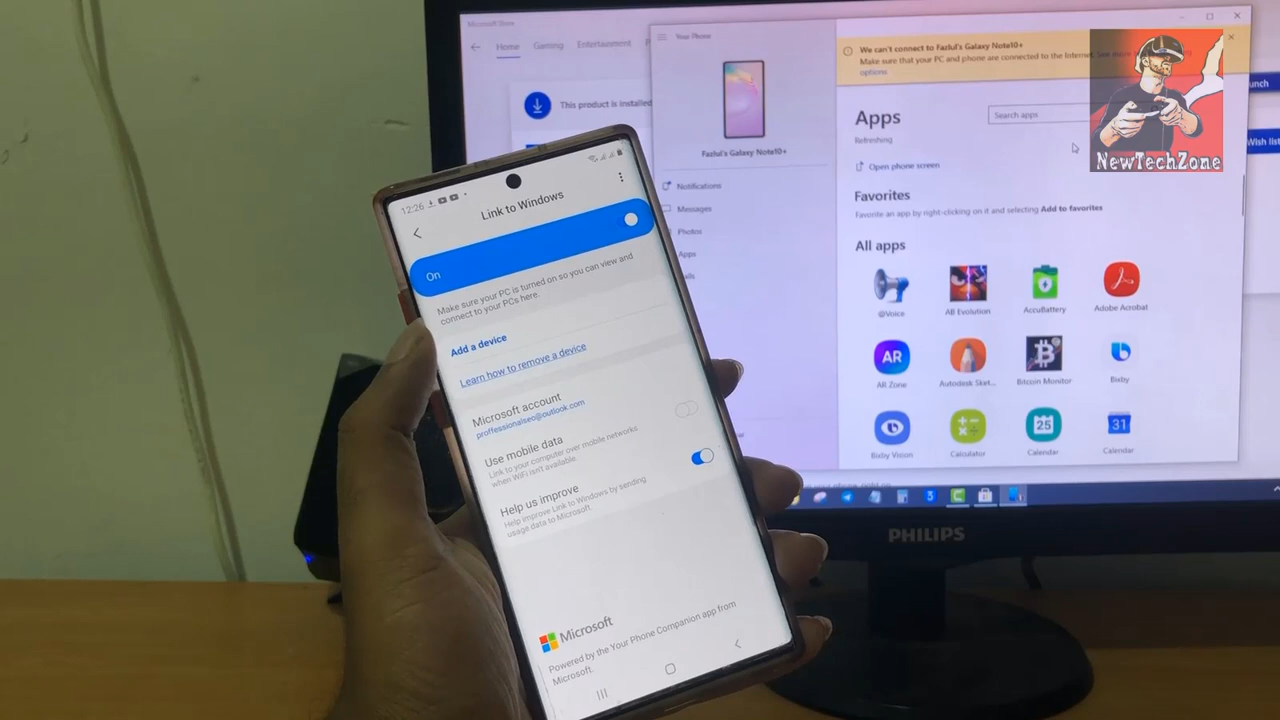 12:26
Link to Windows
On
Make sure your PC is turned on so you can view and
connect to your PCs here.
Add a device
Learn how to remove a device
Microsoft account
proffessionalseo@outlook.com
Use mobile data
Link to your computer over mobile networks
when WiFi isn't available.
Help us improve
Help improve Link to Windows by sending
usage data to Microsoft.
Microsoft
Powered by the Your Phone Companion app from
Microsoft.
Microsoft Store
Home Gaming Entertainment
This product is installed
Your Phone
Fazlul's Galaxy Note10+
Notifications
Messages
Photos
Apps
We can't connect to Fazlul's Galaxy Note10+
Make sure that your PC and phone are connected to the Internet.
options
Apps
Search apps
Refreshing
Open phone screen
Favorites
Favorite an app by right-clicking on it and selecting Add to favorites
All apps
@Voice
AB Evolution
AccuBattery
Adobe Acrobat
AR
AR Zone
Autodesk Sket...
Bitcoin Monitor
Bixby
Bixby Vision
Calculator
25
Calendar
31
Calendar
Wish list
NewTechZone
PHILIPS